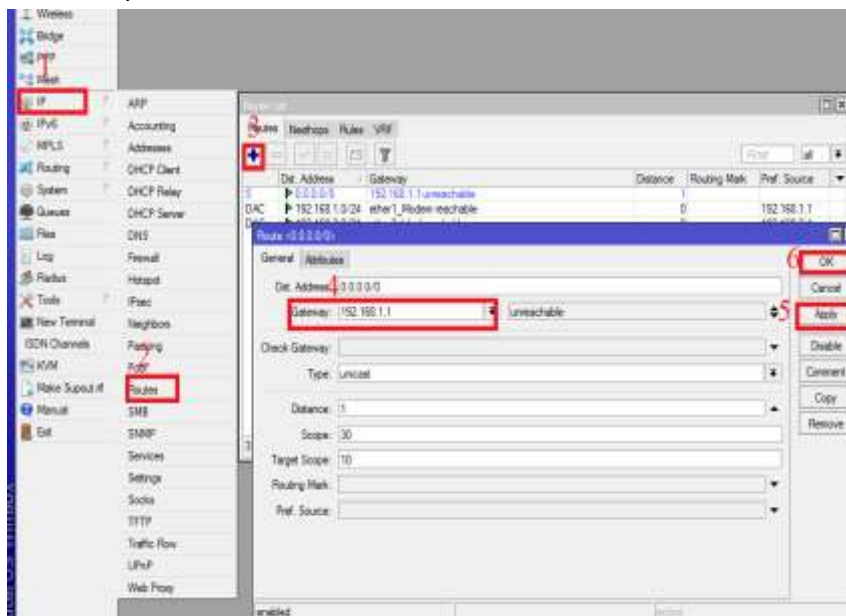 Wireless
Bridge
PPP
1
Mesh
IP
IPv6
MPLS
Routing
System
Queues
Files
Log
Radius
Tools
New Terminal
ISDN Channels
KVM
Make Supout.rif
Manual
Exit
ARP
Accounting
Addresses
DHCP Client
DHCP Relay
DHCP Server
DNS
Firewall
Hotspot
IPsec
Neighbors
Packing
2
Pool
Routes
SMB
SNMP
Services
Settings
Socks
TFTP
Traffic Flow
UPnP
Web Proxy
3
Routes Nexthops Rules VRF
Find all
Dst. Address Gateway Distance Routing Mark Pref. Source
S 0.0.0.0/0 192.168.1.1 unreachable 1
DAC 192.168.1.0/24 ether1_Modem reachable 0 192.168.1.1
Route <0.0.0.0/0>
General Attributes
4
Dst. Address: 0.0.0.0/0
Gateway: 192.168.1.1 unreachable
Check Gateway:
Type: unicast
Distance: 1
Scope: 30
Target Scope: 10
Routing Mark:
Pref. Source:
6
OK
Cancel
5
Apply
Disable
Comment
Copy
Remove
enabled